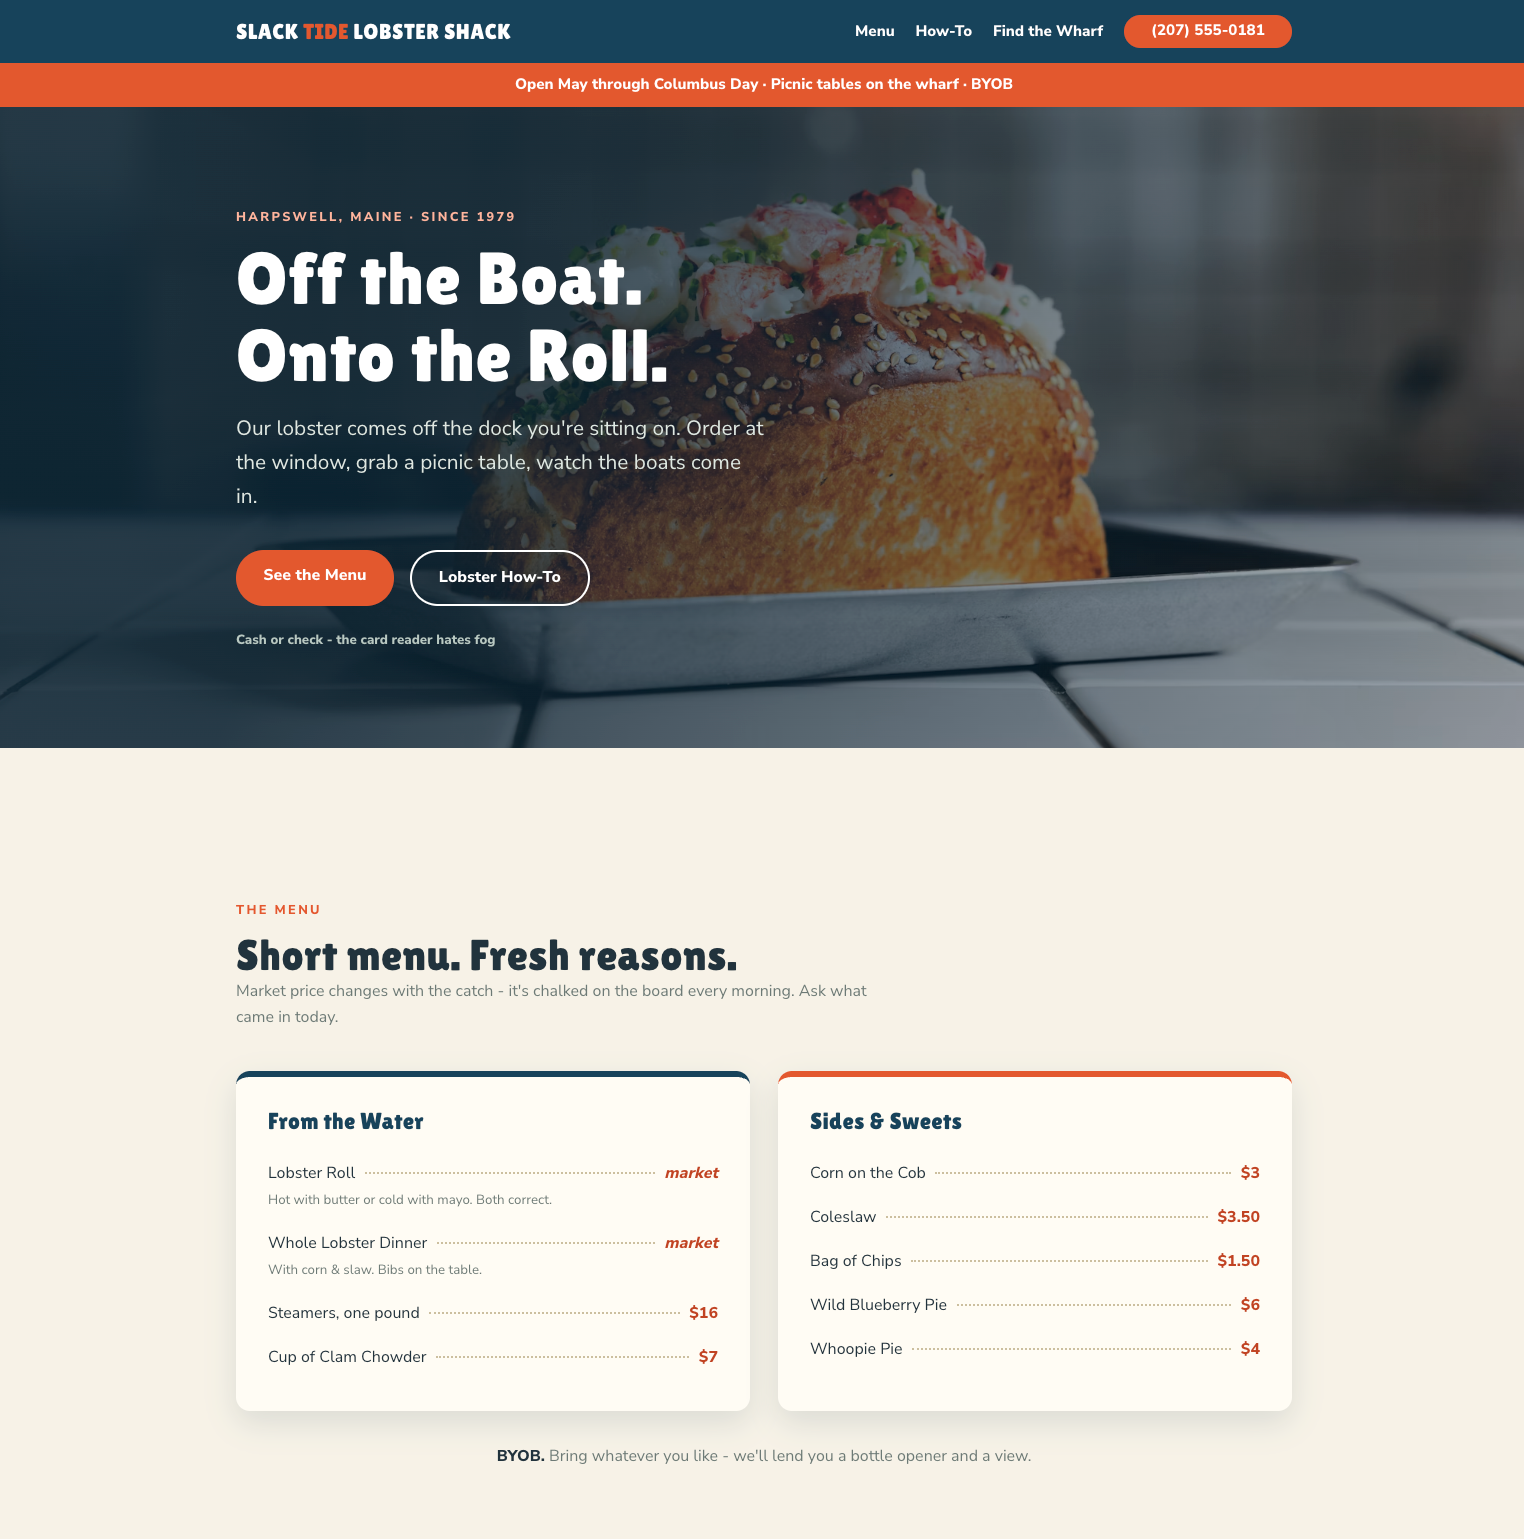 SLACK TIDE LOBSTER SHACK
Menu
How-To
Find the Wharf
(207) 555-0181
Open May through Columbus Day · Picnic tables on the wharf · BYOB
HARPSWELL, MAINE · SINCE 1979
Off the Boat.
Onto the Roll.
Our lobster comes off the dock you're sitting on. Order at
the window, grab a picnic table, watch the boats come
in.
See the Menu
Lobster How-To
Cash or check - the card reader hates fog
THE MENU
Short menu. Fresh reasons.
Market price changes with the catch - it's chalked on the board every morning. Ask what
came in today.
From the Water
Lobster Roll market
Hot with butter or cold with mayo. Both correct.
Whole Lobster Dinner market
With corn & slaw. Bibs on the table.
Steamers, one pound $16
Cup of Clam Chowder $7
Sides & Sweets
Corn on the Cob $3
Coleslaw $3.50
Bag of Chips $1.50
Wild Blueberry Pie $6
Whoopie Pie $4
BYOB. Bring whatever you like - we'll lend you a bottle opener and a view.